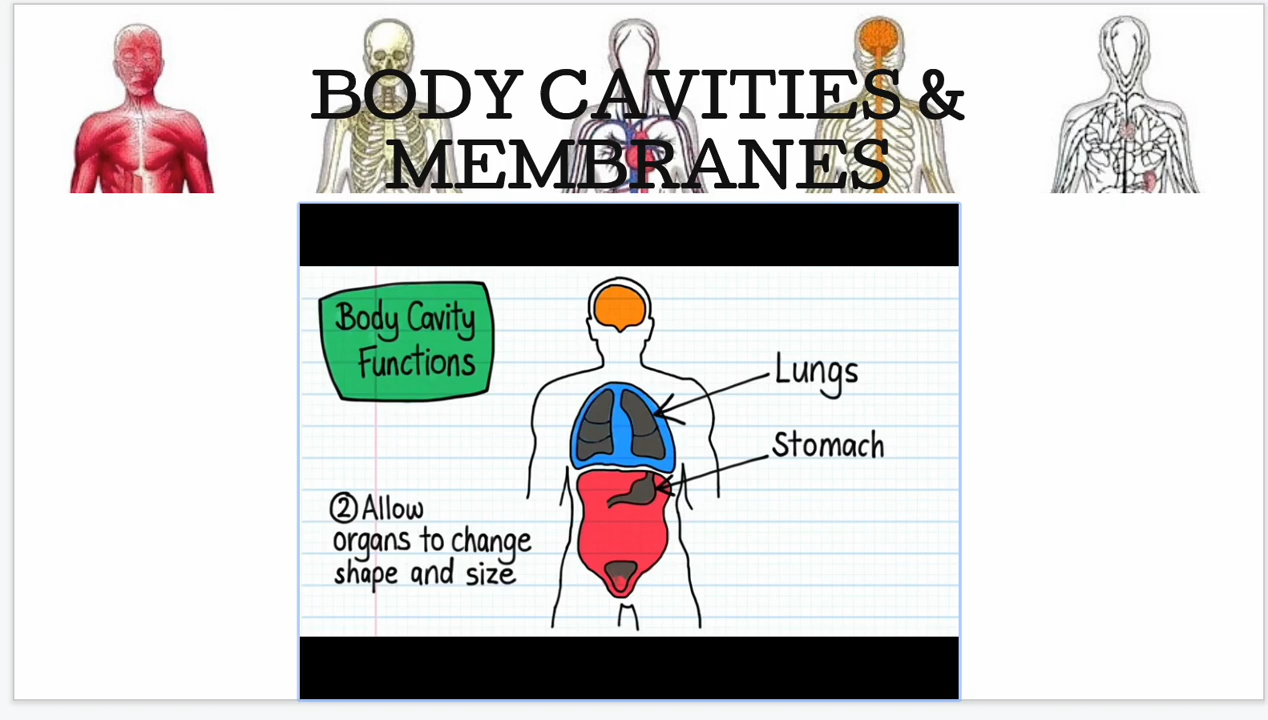 BODY CAVITIES &
MEMBRANES
Body Cavity
Functions
Lungs
Stomach
② Allow
organs to change
shape and size